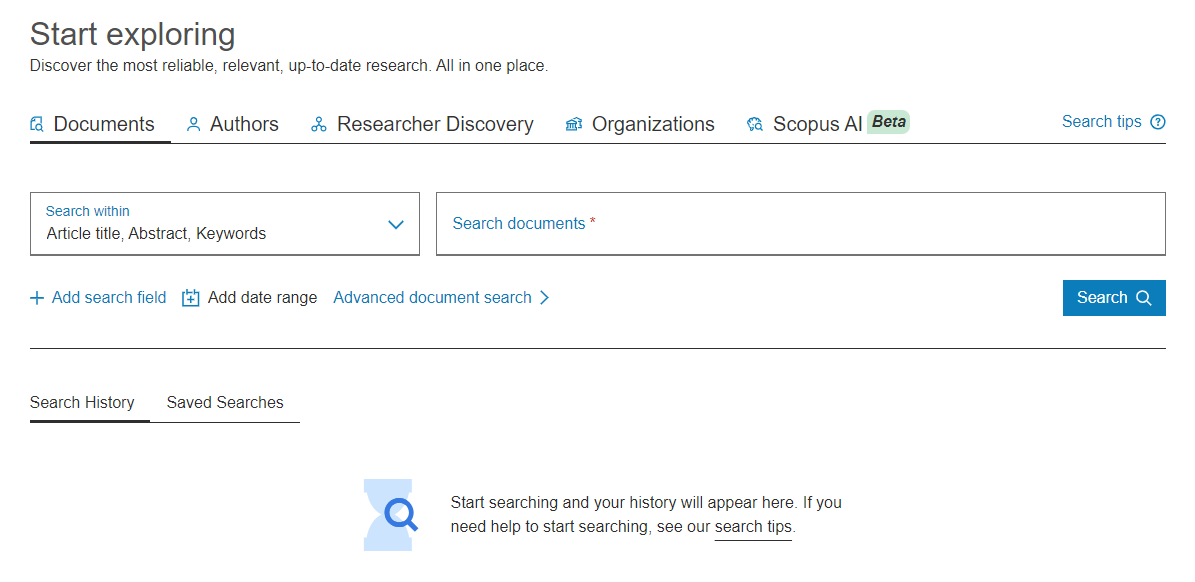 Start exploring
Discover the most reliable, relevant, up-to-date research. All in one place.
Documents Authors Researcher Discovery Organizations Scopus AI Beta Search tips
Search within
Article title, Abstract, Keywords
Search documents *
Add search field Add date range Advanced document search Search
Search History Saved Searches
Start searching and your history will appear here. If you
need help to start searching, see our search tips.